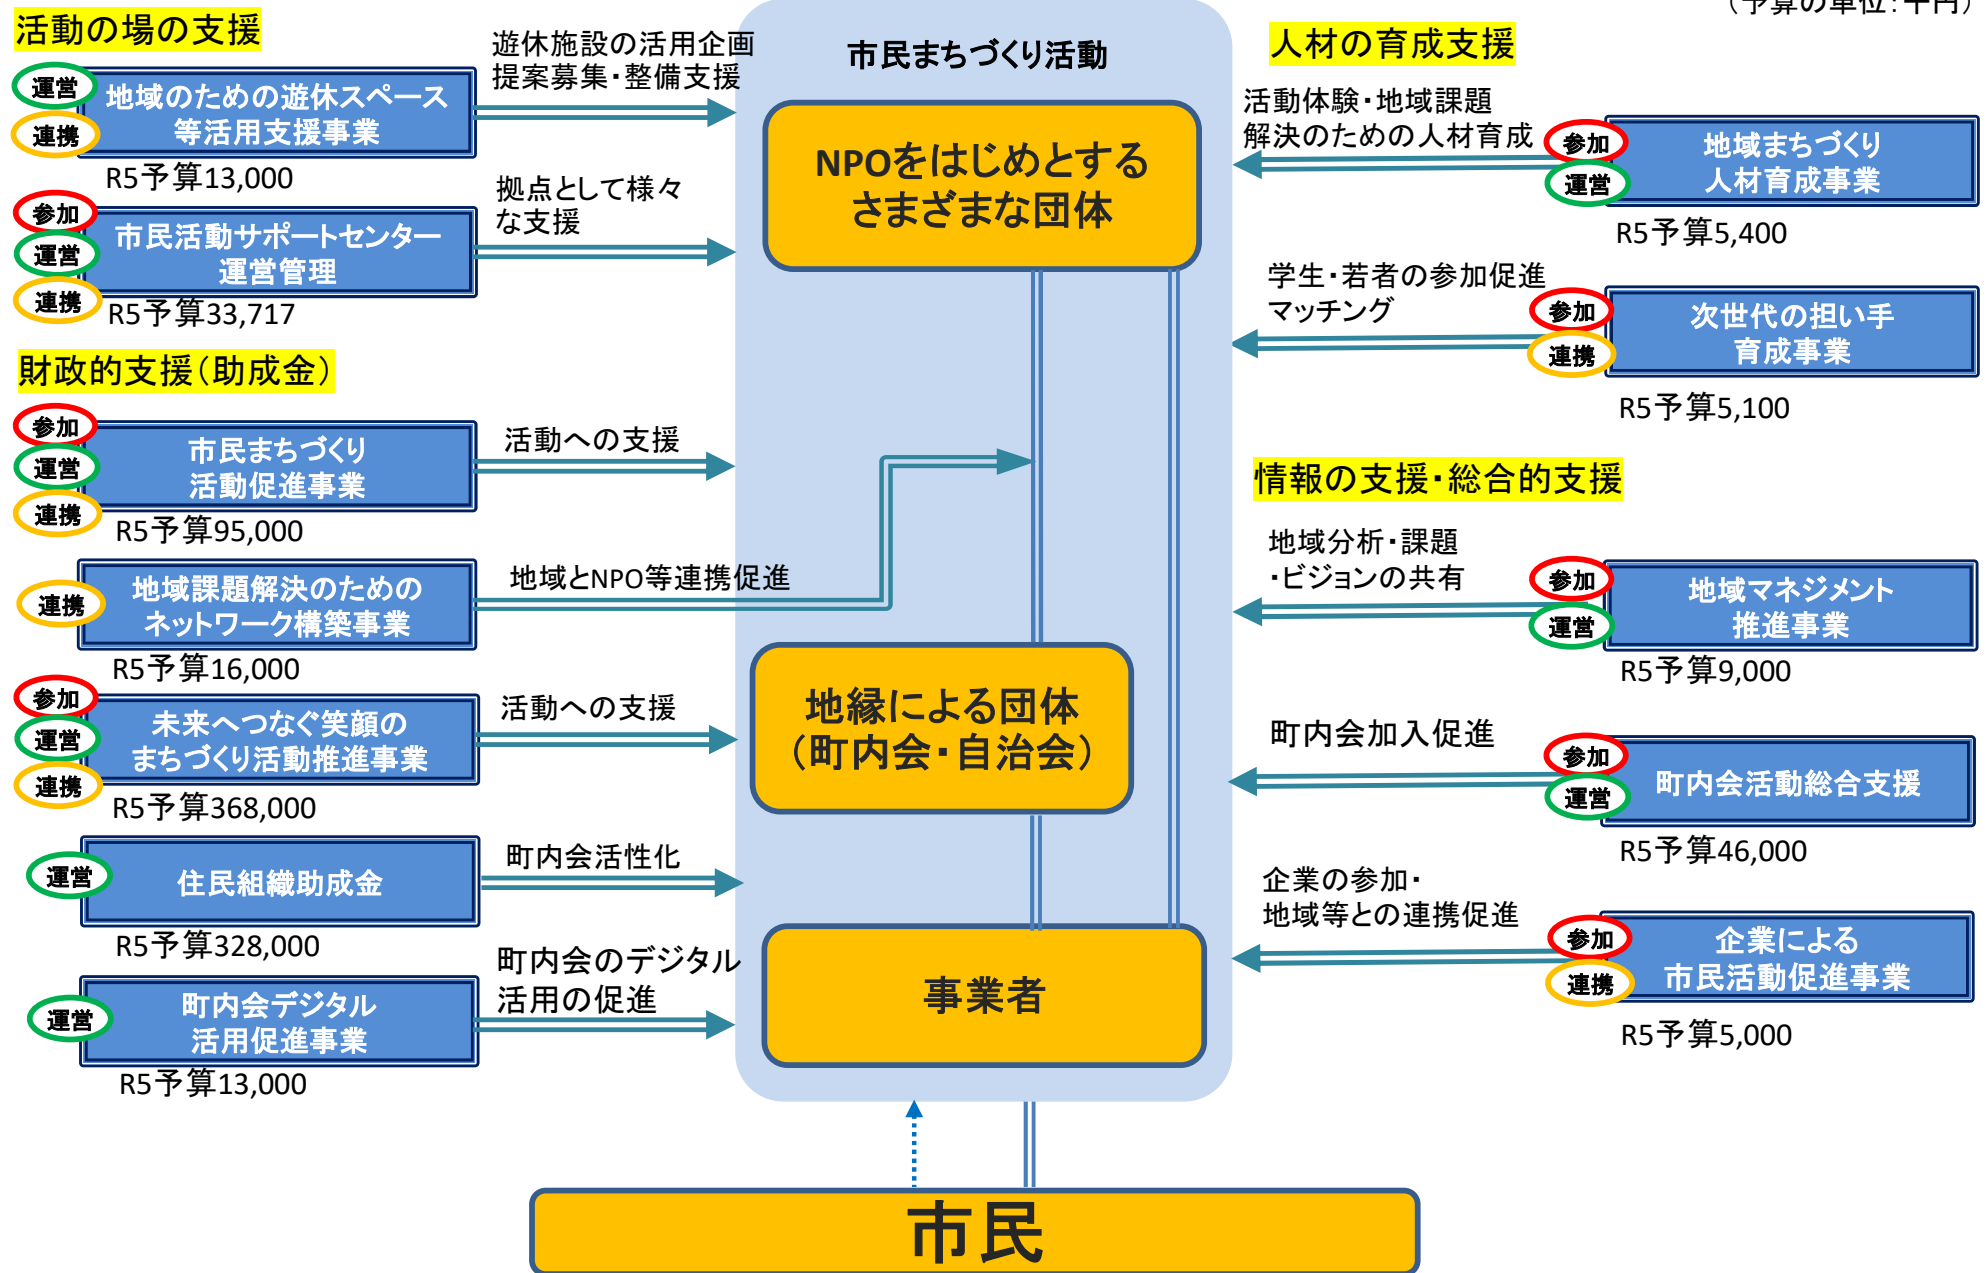 （予算の単位：千円）
活動の場の支援
運営
連携
地域のための遊休スペース
等活用支援事業
R5予算13,000
遊休施設の活用企画
提案募集・整備支援
参加
運営
連携
市民活動サポートセンター
運営管理
R5予算33,717
拠点として様々
な支援
財政的支援（助成金）
参加
運営
連携
市民まちづくり
活動促進事業
R5予算95,000
活動への支援
連携
地域課題解決のための
ネットワーク構築事業
R5予算16,000
地域とNPO等連携促進
参加
運営
連携
未来へつなぐ笑顔の
まちづくり活動推進事業
R5予算368,000
活動への支援
運営
住民組織助成金
R5予算328,000
町内会活性化
運営
町内会デジタル
活用促進事業
R5予算13,000
町内会のデジタル
活用の促進
市民まちづくり活動
NPOをはじめとする
さまざまな団体
地縁による団体
（町内会・自治会）
事業者
市民
人材の育成支援
活動体験・地域課題
解決のための人材育成
参加
運営
地域まちづくり
人材育成事業
R5予算5,400
学生・若者の参加促進
マッチング
参加
連携
次世代の担い手
育成事業
R5予算5,100
情報の支援・総合的支援
地域分析・課題
・ビジョンの共有
参加
運営
地域マネジメント
推進事業
R5予算9,000
町内会加入促進
参加
運営
町内会活動総合支援
R5予算46,000
企業の参加・
地域等との連携促進
参加
連携
企業による
市民活動促進事業
R5予算5,000